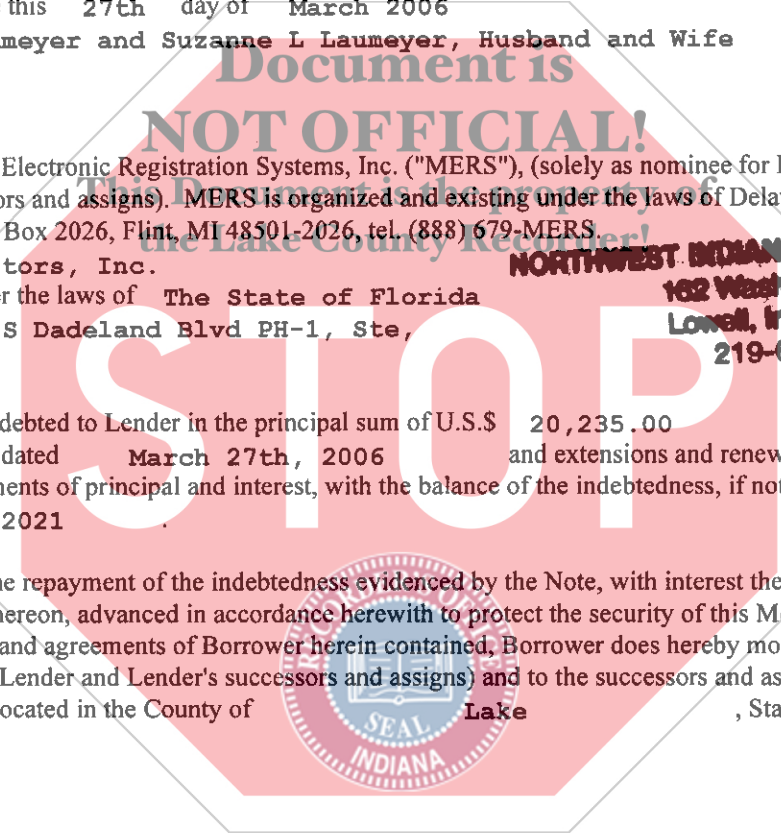 this 27th day of March 2006
meyer and Suzanne L Laumeyer, Husband and Wife
Document is
NOT OFFICIAL!
Electronic Registration Systems, Inc. ("MERS"), (solely as nominee for
ors and assigns). MERS is organized and existing under the laws of Dela
This Document is the property of
Box 2026, Flint, MI 48501-2026, tel. (888) 679-MERS.
the Lake County Recorder!
tors, Inc.
NORTHWEST INDIAN
r the laws of The State of Florida
162 Wash
S Dadeland Blvd PH-1, Ste,
Lowell, I
219-
STOP
debted to Lender in the principal sum of U.S.$ 20,235.00
dated March 27th, 2006 and extensions and renew
ents of principal and interest, with the balance of the indebtedness, if not
2021 .
e repayment of the indebtedness evidenced by the Note, with interest the
hereon, advanced in accordance herewith to protect the security of this M
and agreements of Borrower herein contained, Borrower does hereby mo
Lender and Lender's successors and assigns) and to the successors and as
ocated in the County of Lake , Sta
RECORDER'S OFFICE
SEAL
INDIANA